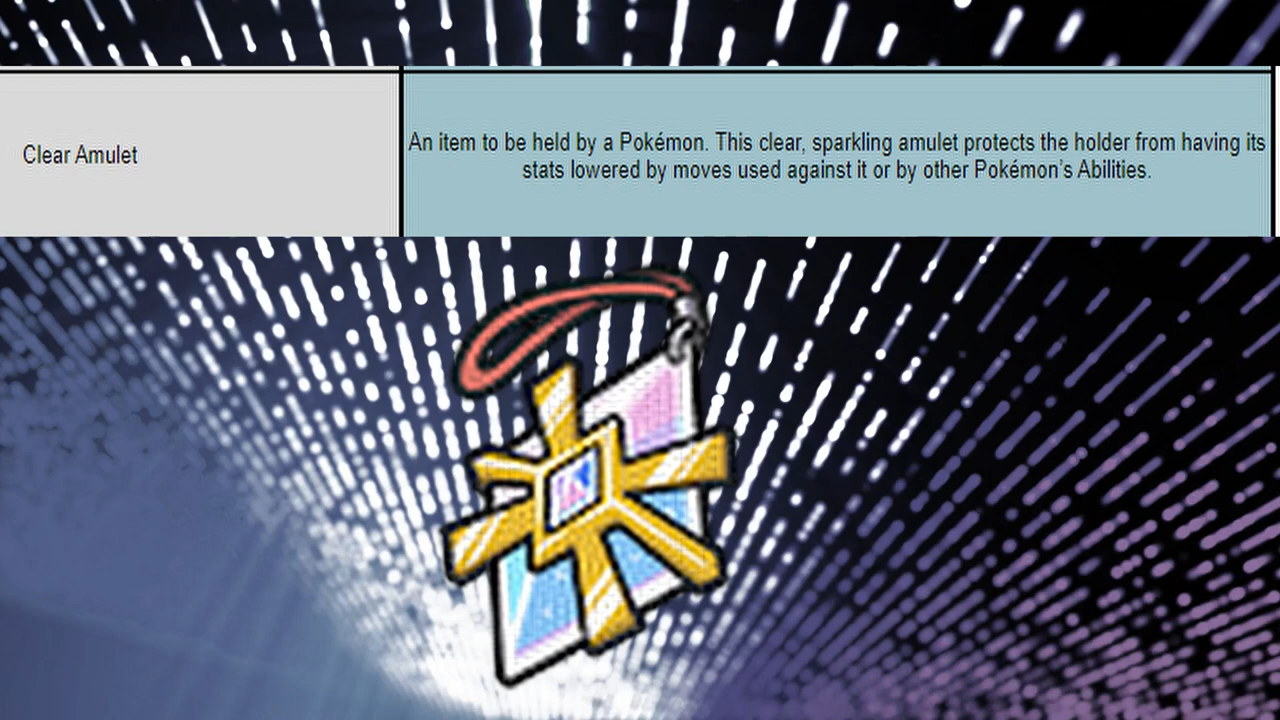 Clear Amulet
An item to be held by a Pokémon. This clear, sparkling amulet protects the holder from having its
stats lowered by moves used against it or by other Pokémon's Abilities.